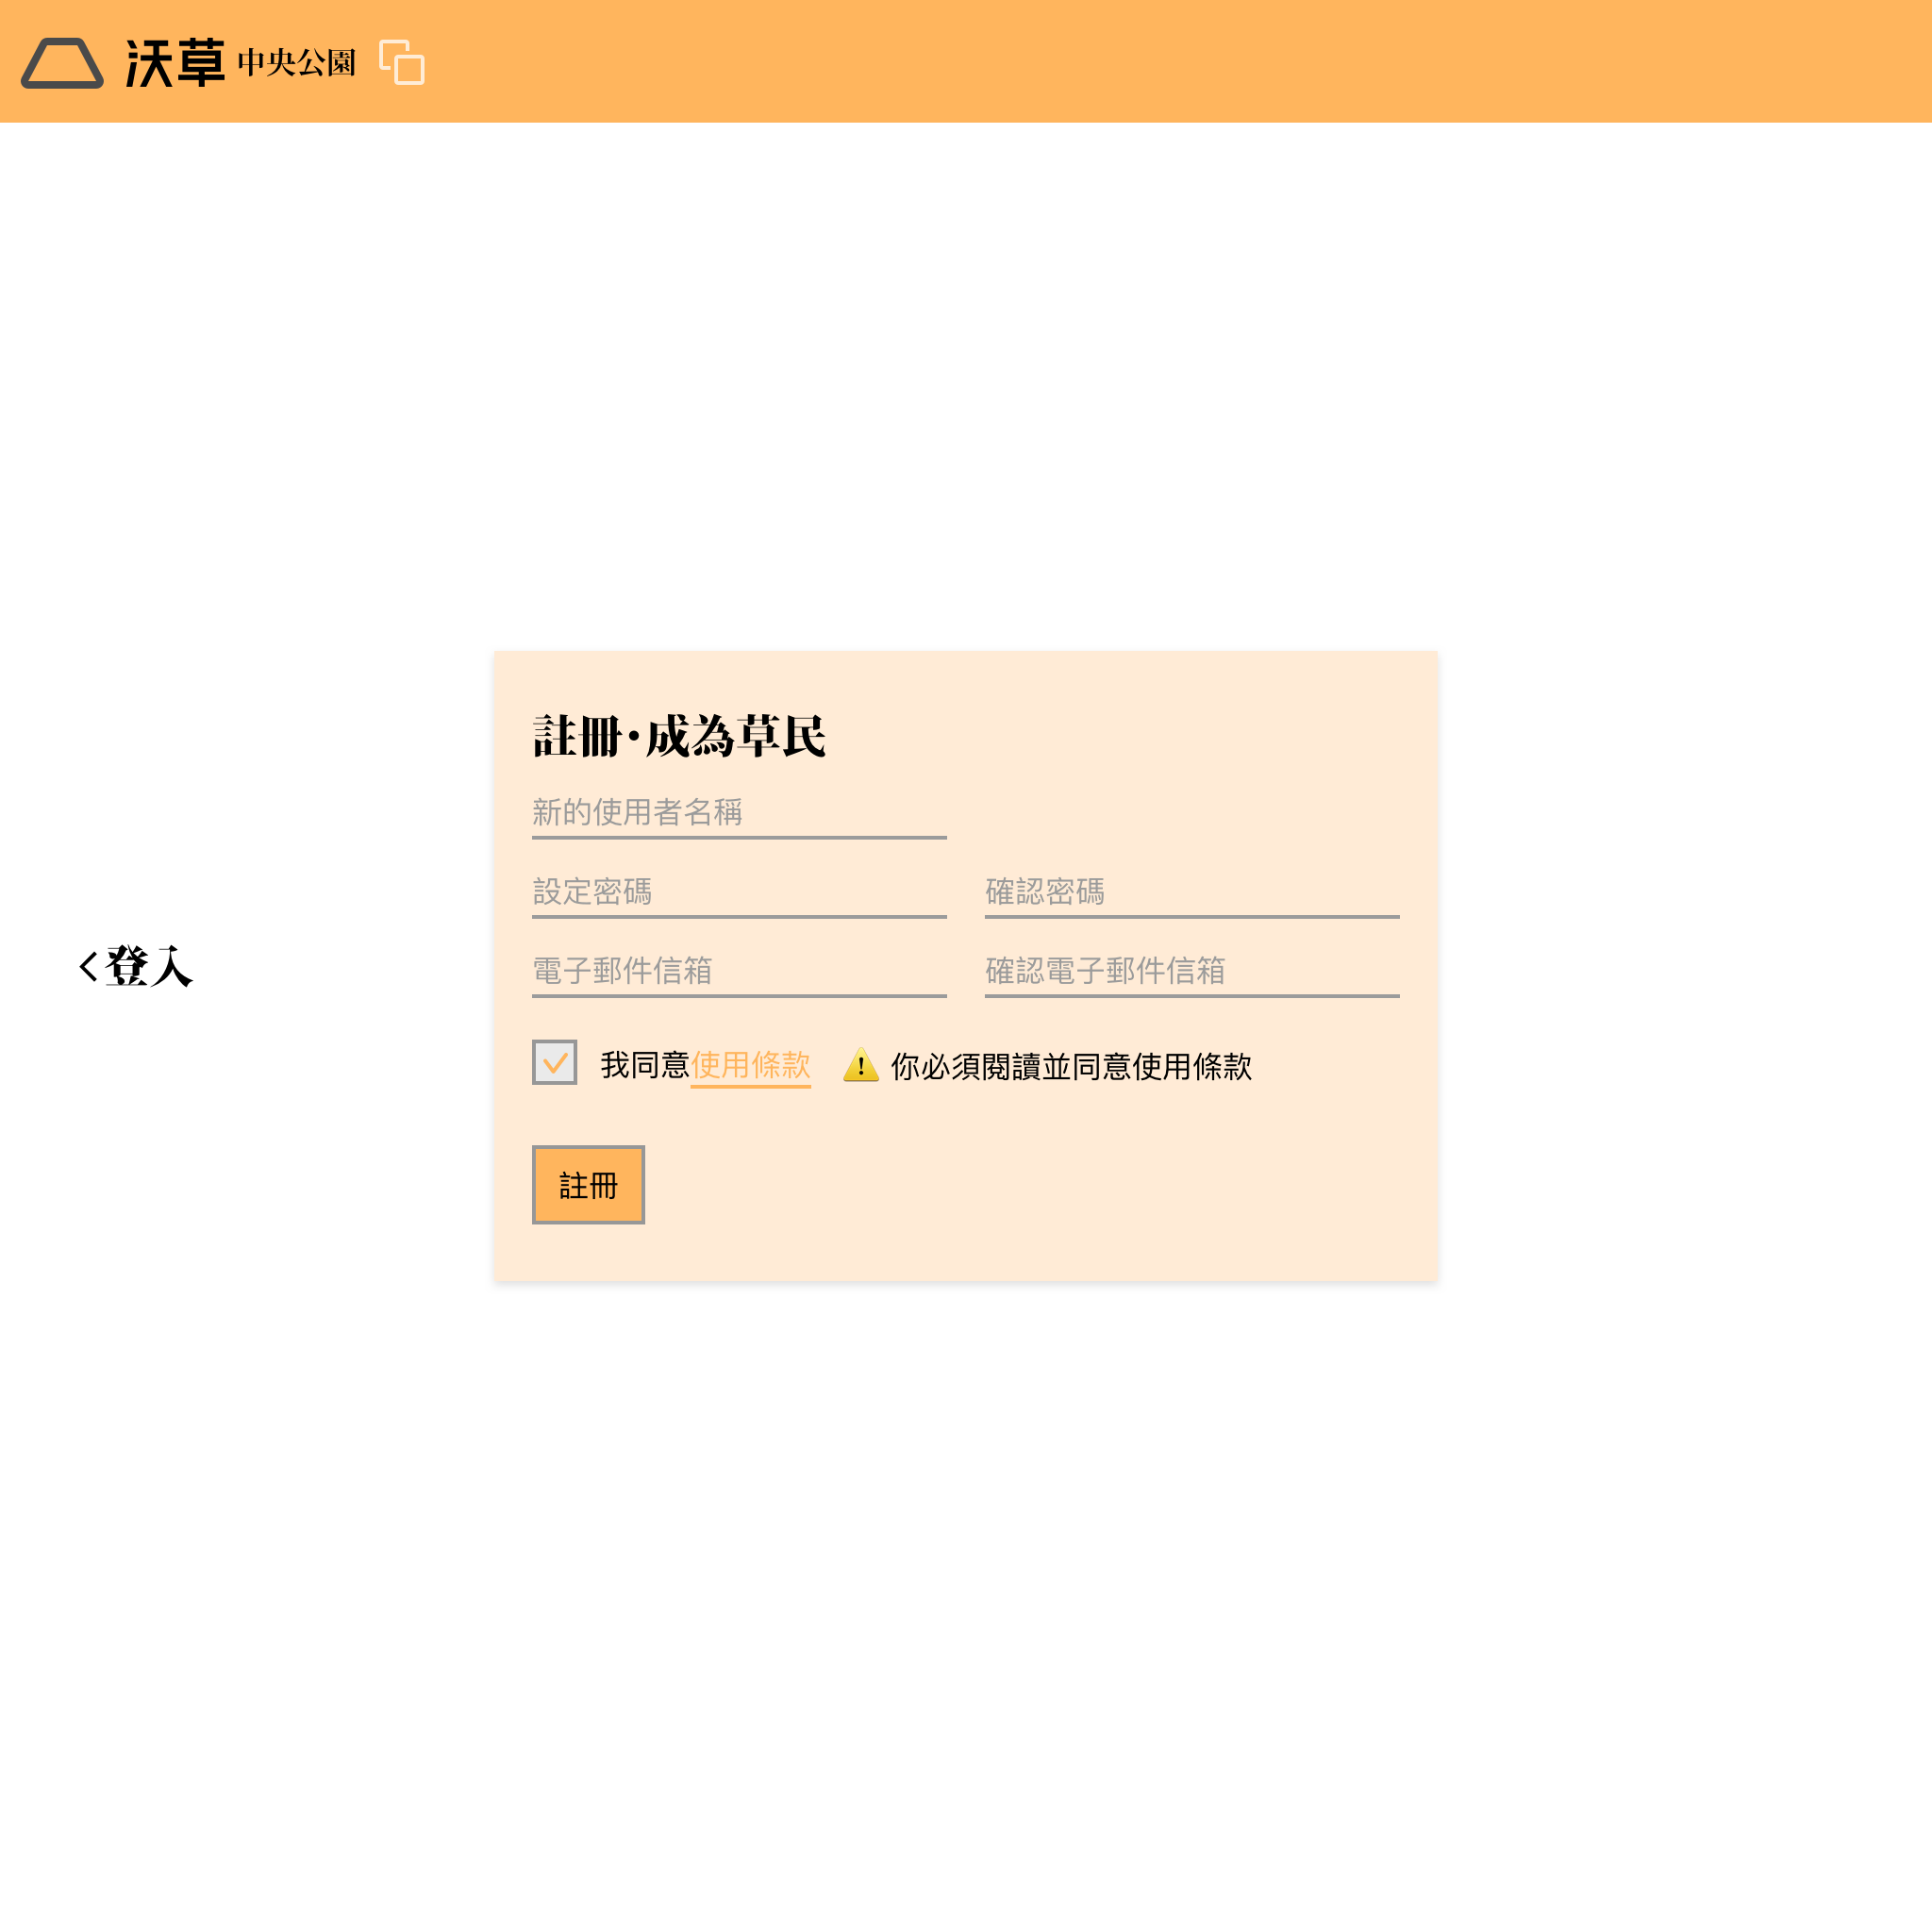 沃草 中央公園
註冊·成為草民
新的使用者名稱
設定密碼 確認密碼
登入
電子郵件信箱 確認電子郵件信箱
我同意使用條款 你必須閱讀並同意使用條款
註冊